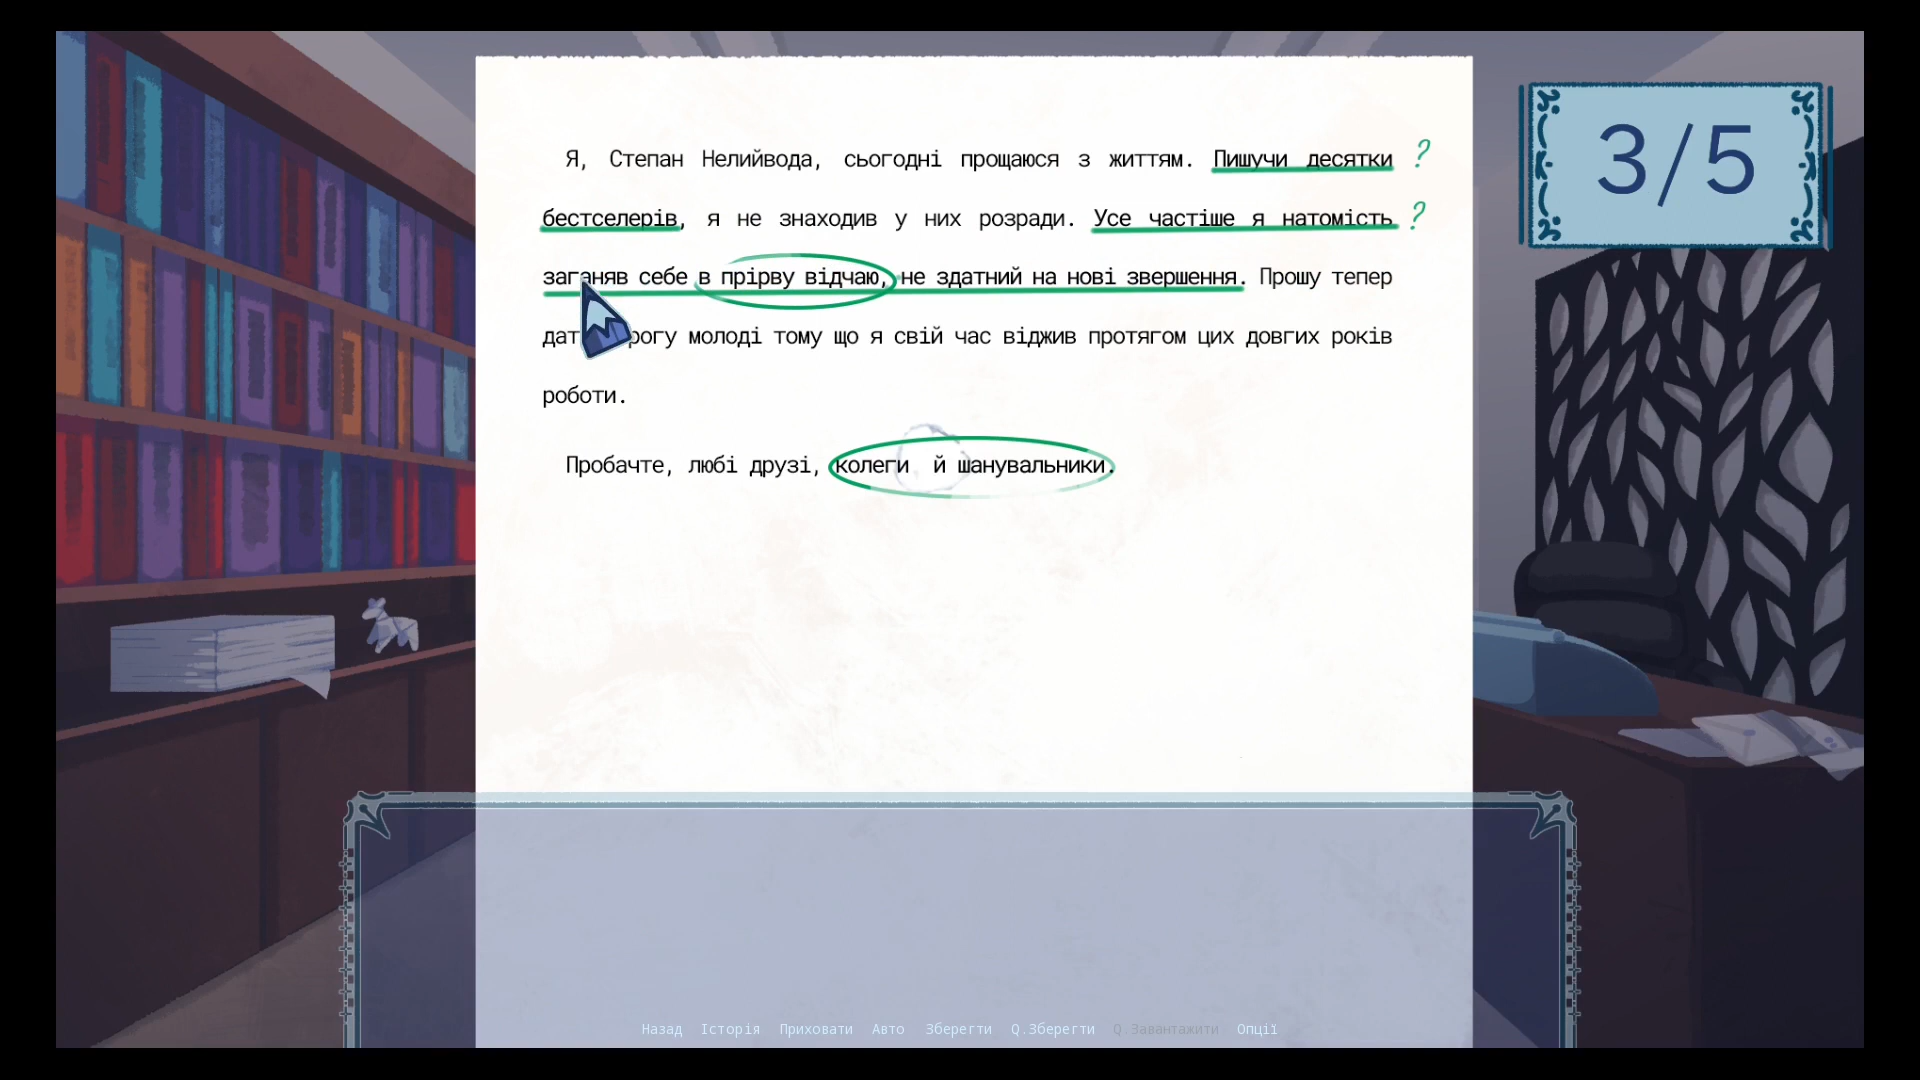 Я, Степан Нелийвода, сьогодні прощаюся з життям. Пишучи десятки ?
бестселерів, я не знаходив у них розради. Усе частіше я натомість ?
заганяв себе в прірву відчаю, не здатний на нові звершення. Прошу тепер
молоді тому що я свій час віджив протягом цих довгих років
роботи.
Пробачте, любі друзі, колеги й шанувальники.
3/5
Назад Історія Приховати Авто Зберегти Q.Зберегти Q.Завантажити Опції